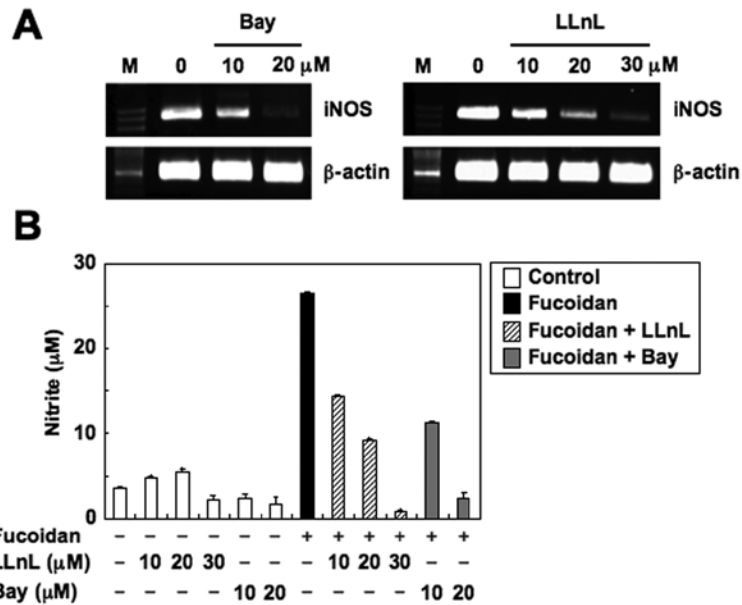 A
Bay
LLnL
M 0 10 20 μM
M 0 10 20 30 μM
iNOS
iNOS
β-actin
β-actin
B
30
20
10
0
Nitrite (μM)
Control
Fucoidan
Fucoidan + LLnL
Fucoidan + Bay
Fucoidan – – – – – – + + + + + +
LLnL (μM) – 10 20 30 – – – 10 20 30 – –
Bay (μM) – – – – 10 20 – – – – 10 20